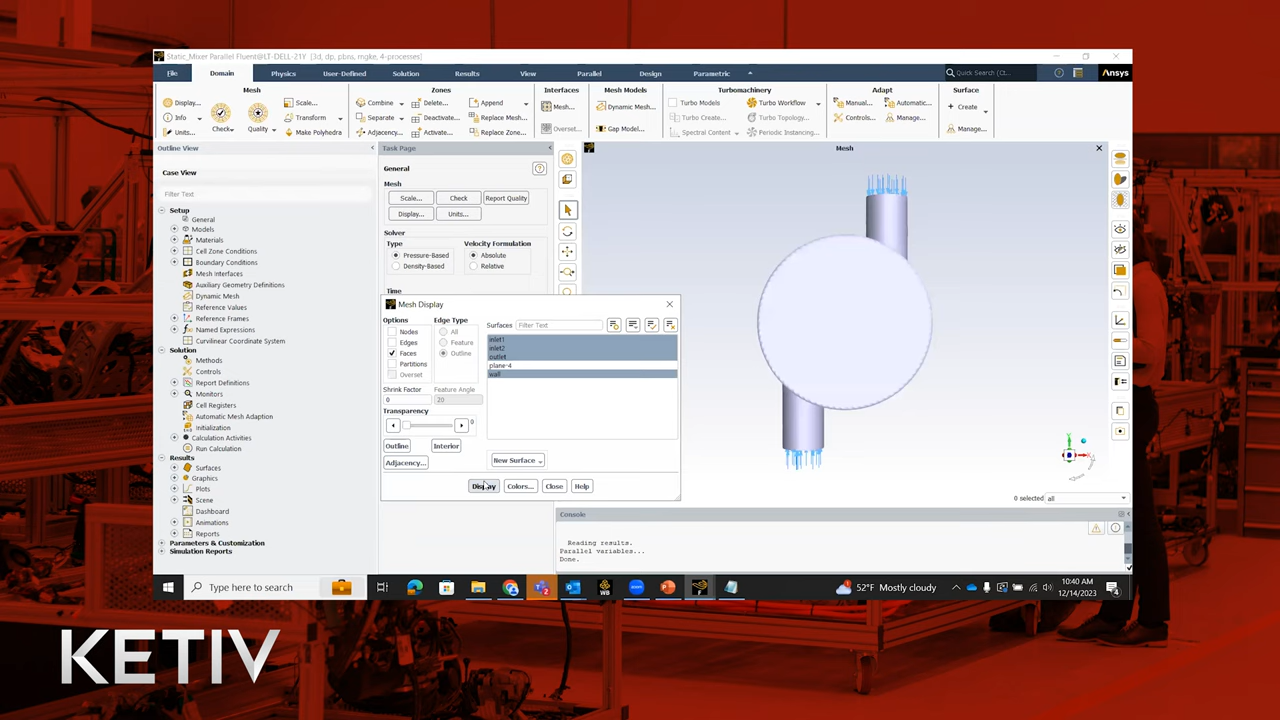 Static_Mixer Parallel Fluent@LT-DELL-21Y [3d, dp, pbns, rngke, 4-processes]
File Domain Physics User-Defined Solution Results View Parallel Design Parametric Quick Search (Ct... Ansys
Mesh Zones Interfaces Mesh Models Turbomachinery Adapt Surface
Display... Scale... Combine Delete... Append Mesh... Dynamic Mesh... Turbo Models Turbo Workflow Manual... Automatic... Create
Info Check Quality Transform Separate Deactivate... Replace Mesh... Turbo Create... Turbo Topology... Controls... Manage...
Units... Make Polyhedra Adjacency... Activate... Replace Zone... Overset... Gap Model... Spectral Content Periodic Instancing... Manage...
Outline View
Case View
Filter Text
Setup
General
Models
Materials
Cell Zone Conditions
Boundary Conditions
Mesh Interfaces
Auxiliary Geometry Definitions
Dynamic Mesh
Reference Values
Reference Frames
Named Expressions
Curvilinear Coordinate System
Solution
Methods
Controls
Report Definitions
Monitors
Cell Registers
Automatic Mesh Adaption
Initialization
Calculation Activities
Run Calculation
Results
Surfaces
Graphics
Plots
Scene
Dashboard
Animations
Reports
Parameters & Customization
Simulation Reports
Task Page
General
Mesh
Scale... Check Report Quality
Display... Units...
Solver
Type Velocity Formulation
Pressure-Based Absolute
Density-Based Relative
Time
Mesh Display
Options Edge Type Surfaces Filter Text
Nodes All
Edges Feature
Faces Outline
Partitions
Overset
inlet1
inlet2
outlet
plane-4
wall
Shrink Factor Feature Angle
0 20
Transparency
0
Outline Interior
Adjacency... New Surface
Display Colors... Close Help
Mesh
0 selected all
Console
Reading results.
Parallel variables...
Done.
Type here to search
52°F Mostly cloudy
10:40 AM
12/14/2023
KETIV